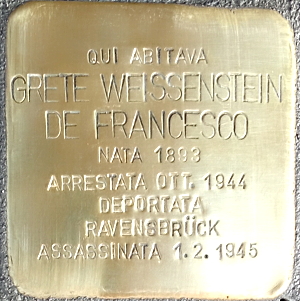 QUI ABITAVA
GRETE WEISSENSTEIN
DE FRANCESCO
NATA 1893
ARRESTATA OTT. 1944
DEPORTATA
RAVENSBRÜCK
ASSASSINATA 1.2.1945